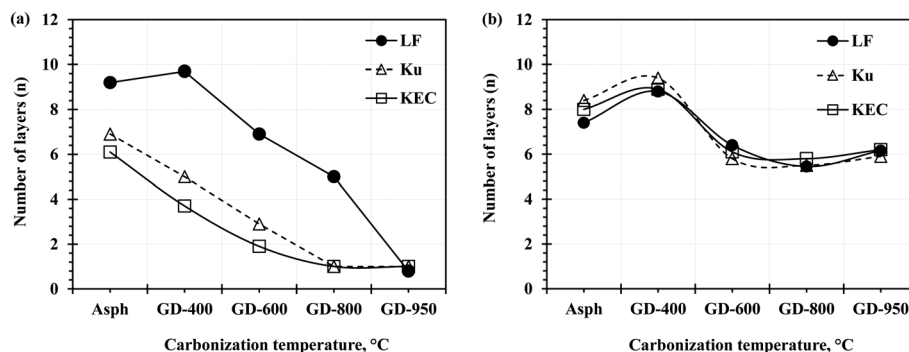 (a)
Number of layers (n)
12
10
8
6
4
2
0
LF
Ku
KEC
Asph GD-400 GD-600 GD-800 GD-950
Carbonization temperature, °C
(b)
Number of layers (n)
12
10
8
6
4
2
0
LF
Ku
KEC
Asph GD-400 GD-600 GD-800 GD-950
Carbonization temperature, °C